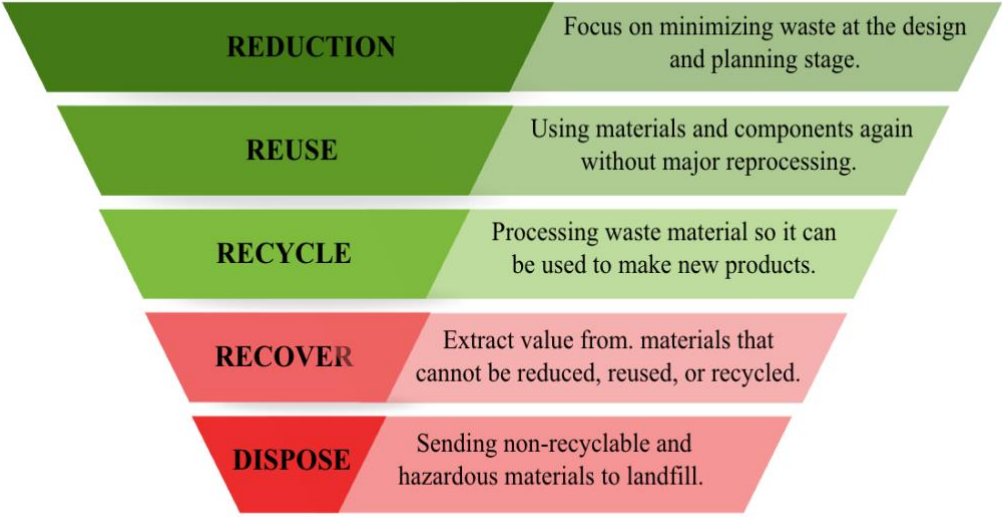 REDUCTION
Focus on minimizing waste at the design
and planning stage.
REUSE
Using materials and components again
without major reprocessing.
RECYCLE
Processing waste material so it can
be used to make new products.
RECOVER
Extract value from. materials that
cannot be reduced, reused, or recycled.
DISPOSE
Sending non-recyclable and
hazardous materials to landfill.